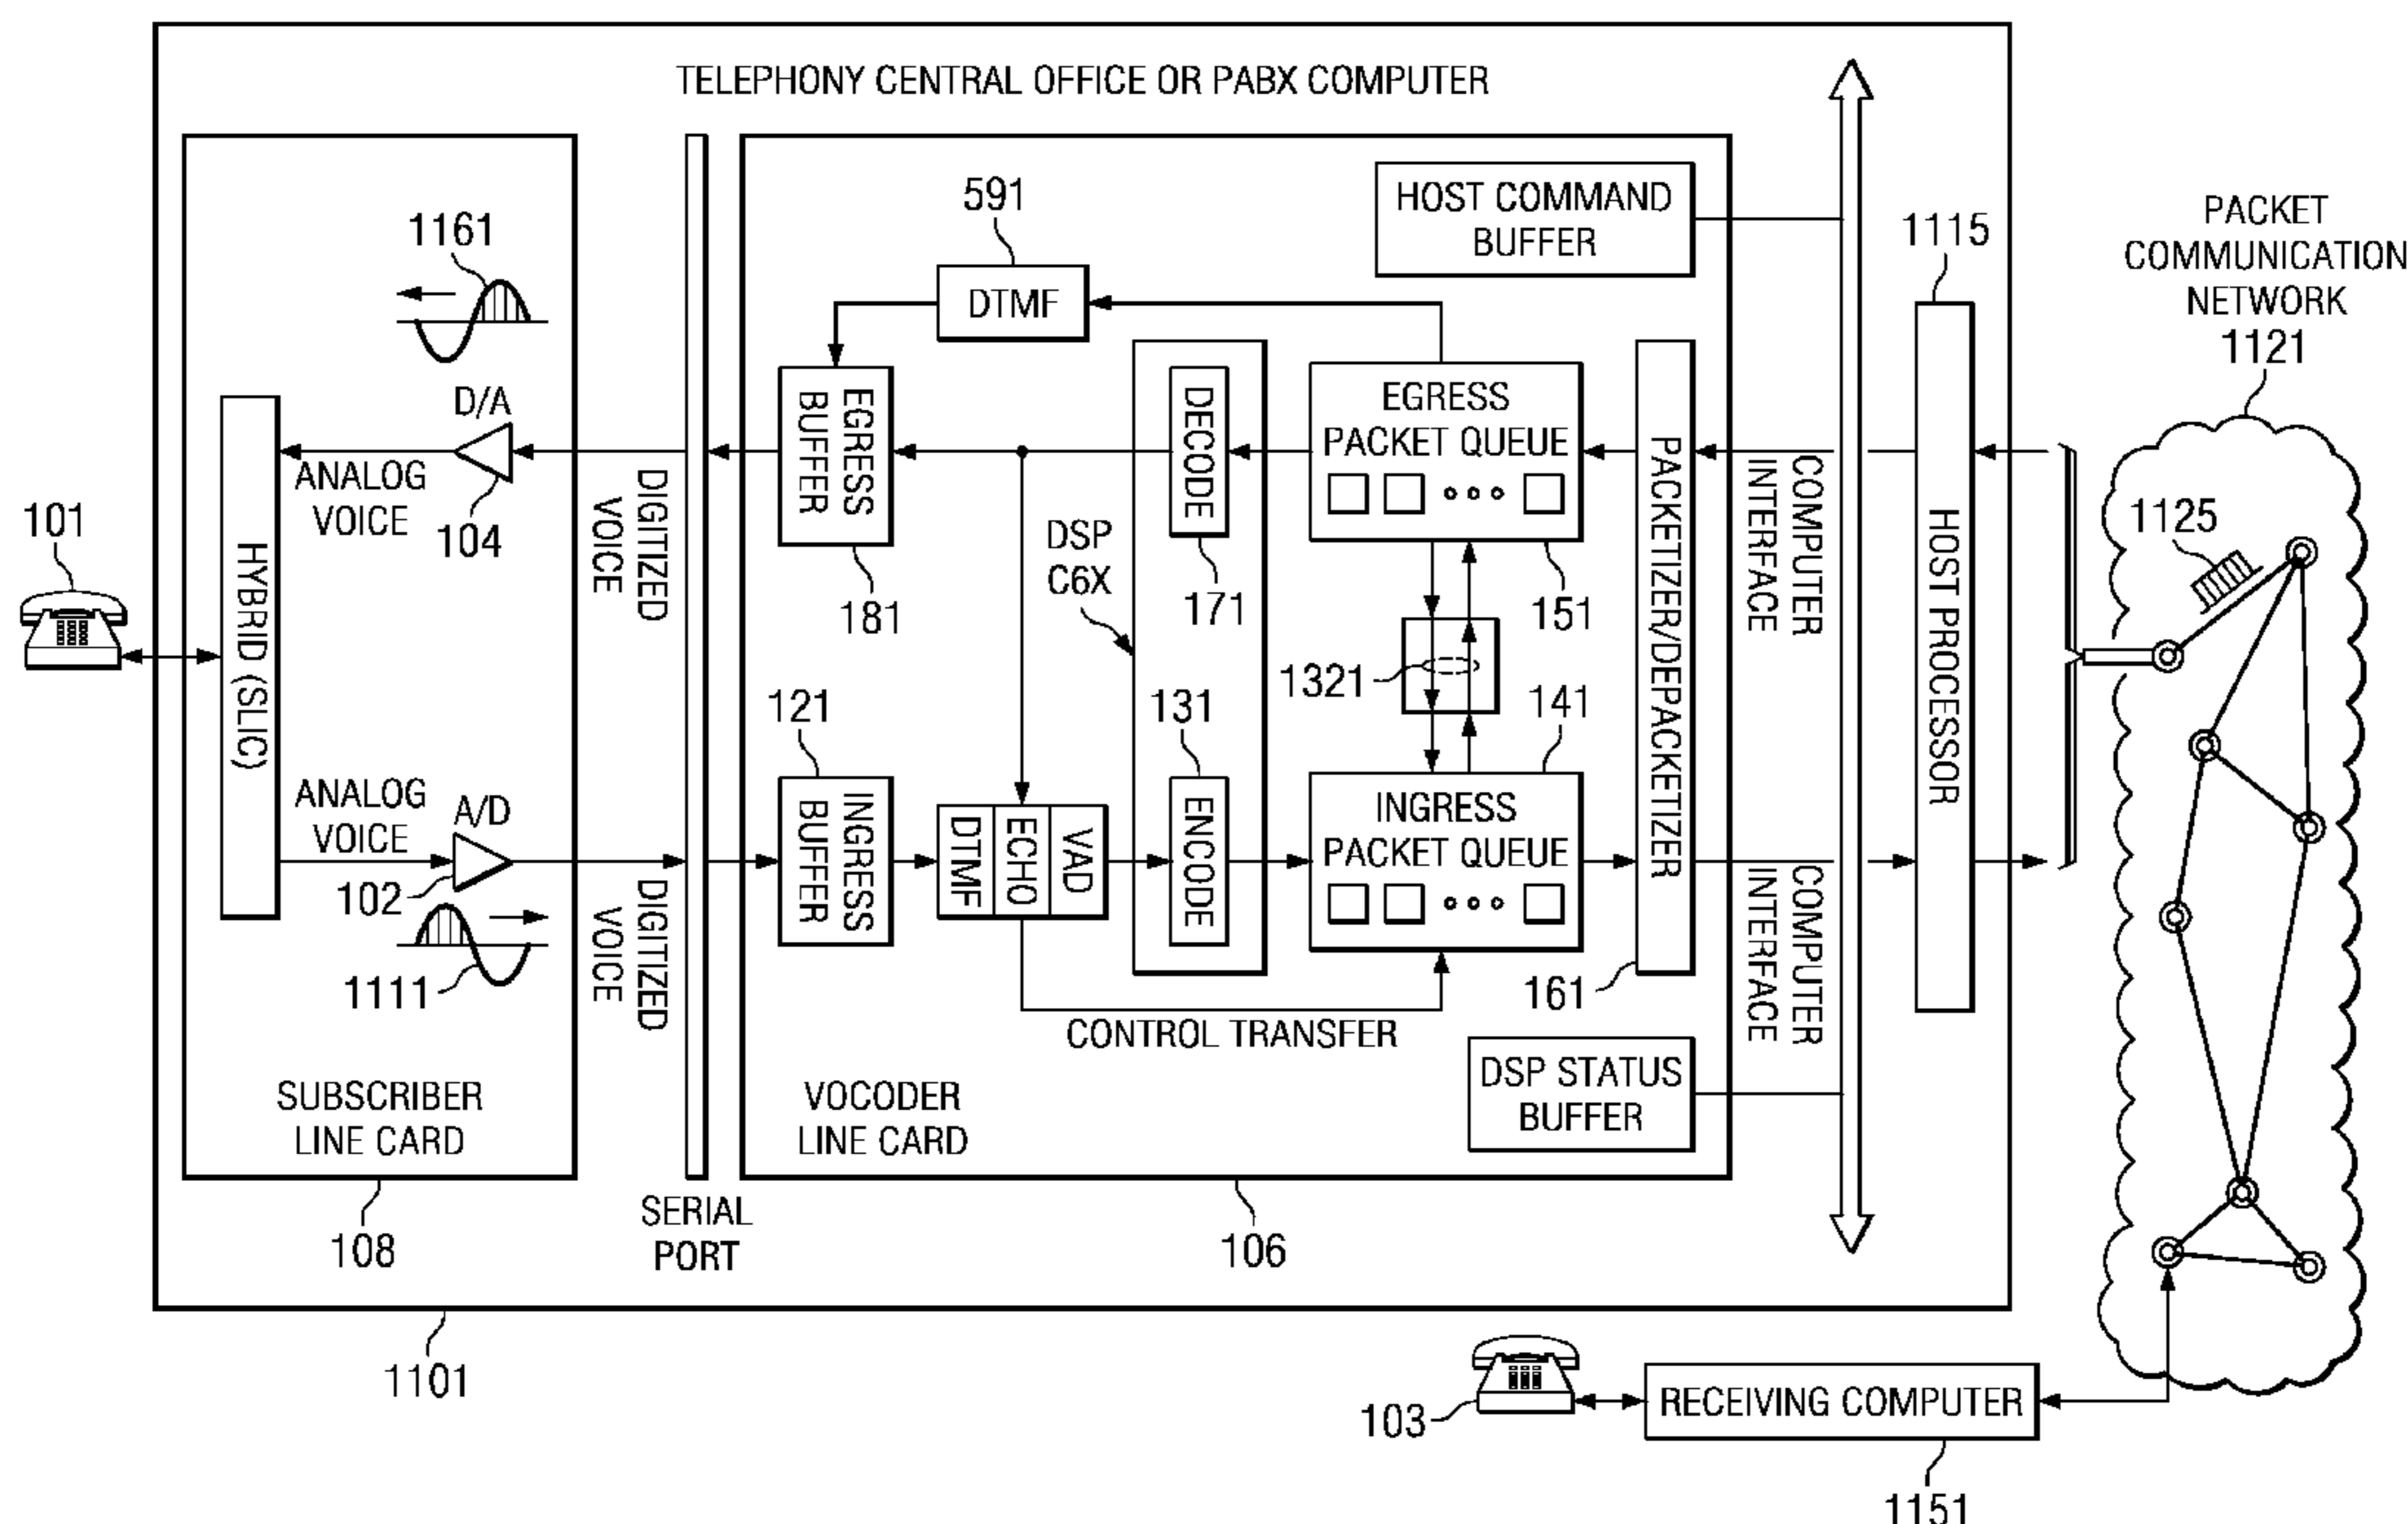 TELEPHONY CENTRAL OFFICE OR PABX COMPUTER
591
HOST COMMAND
BUFFER
1161
1115
PACKET
COMMUNICATION
NETWORK
1121
DTMF
D/A
ANALOG
VOICE
104
101
HYBRID (SLIC)
DIGITIZED
VOICE
EGRESS
BUFFER
181
DSP
C6X
DECODE
171
EGRESS
PACKET QUEUE
151
PACKETIZER/DEPACKETIZER
COMPUTER
INTERFACE
HOST PROCESSOR
1125
1321
121
131
141
ANALOG
VOICE
A/D
102
1111
DIGITIZED
VOICE
INGRESS
BUFFER
DTMF
ECHO
VAD
ENCODE
INGRESS
PACKET QUEUE
161
COMPUTER
INTERFACE
CONTROL TRANSFER
DSP STATUS
BUFFER
SUBSCRIBER
LINE CARD
VOCODER
LINE CARD
108
SERIAL
PORT
106
1101
103
RECEIVING COMPUTER
1151